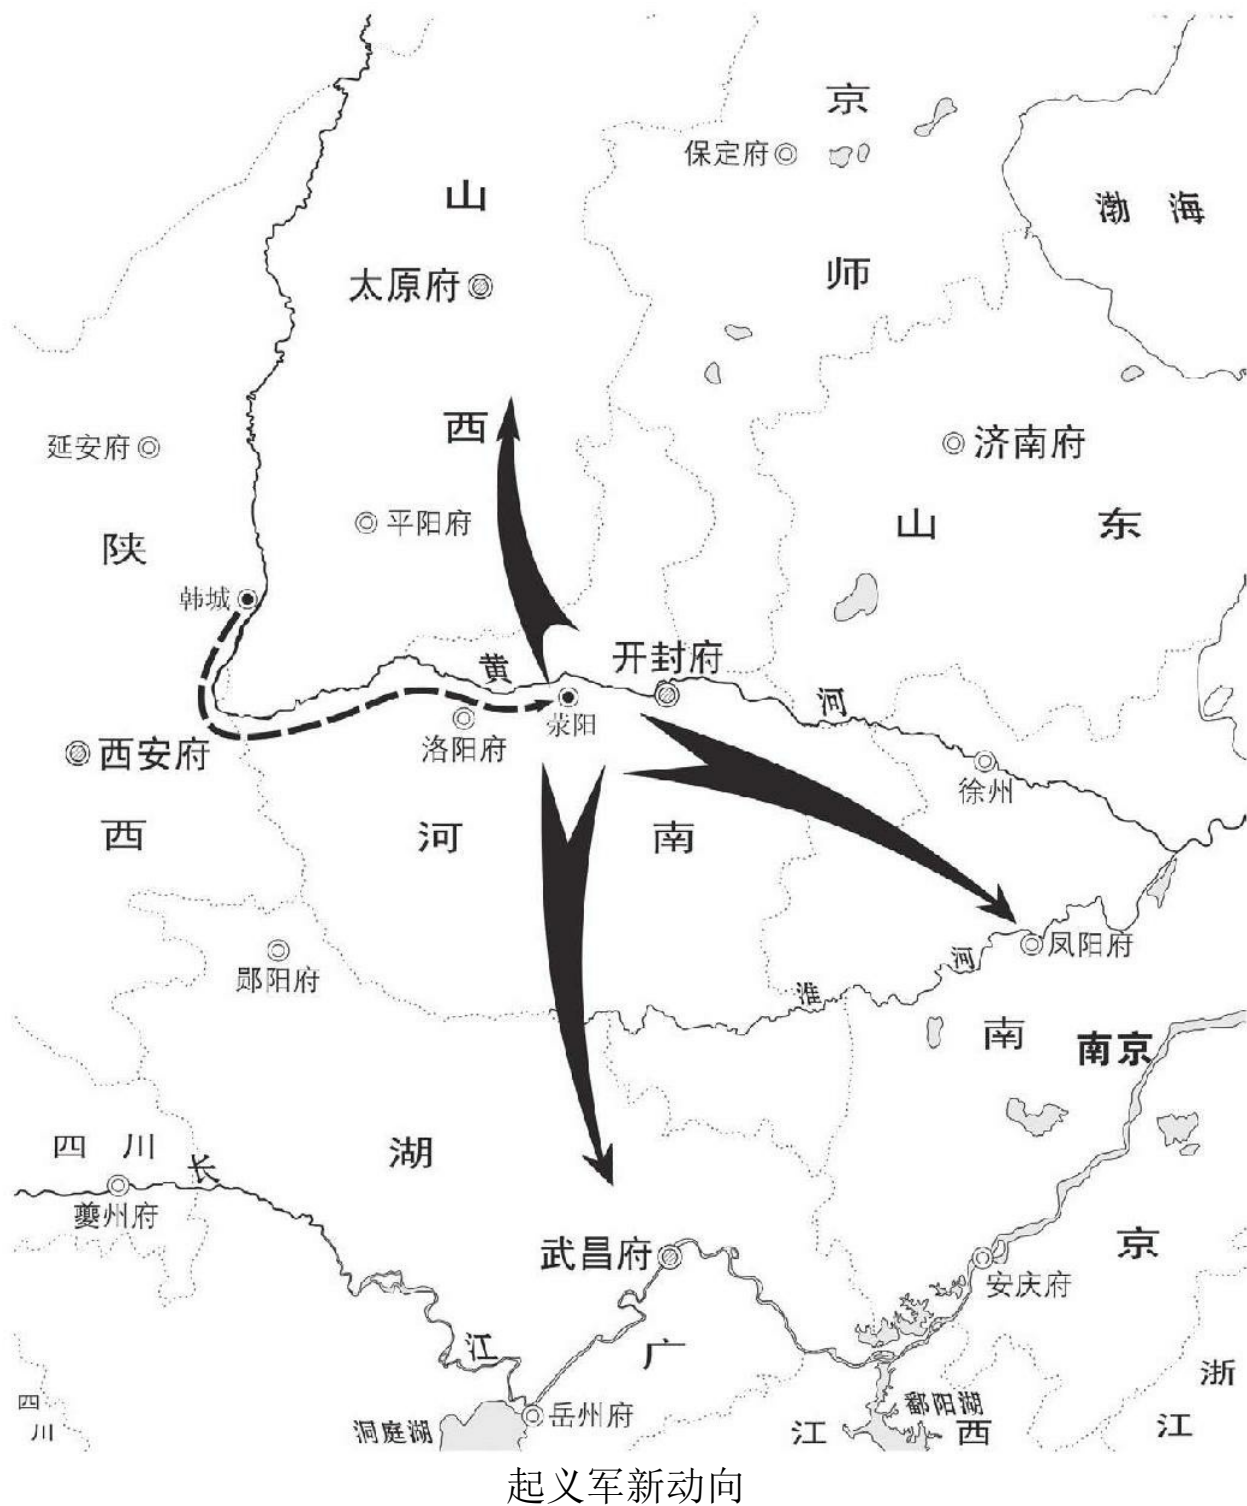 京
保定府
山
渤 海
师
太原府
西
延安府
济南府
平阳府
山 东
陕
韩城
黄
开封府
河
荥阳
洛阳府
西安府
徐州
西
河 南
郧阳府
凤阳府
河
淮
南
南京
四 川
长
湖
夔州府
京
武昌府
安庆府
江
广
浙
四
川
鄱阳湖
岳州府
洞庭湖
江 西
江
起义军新动向